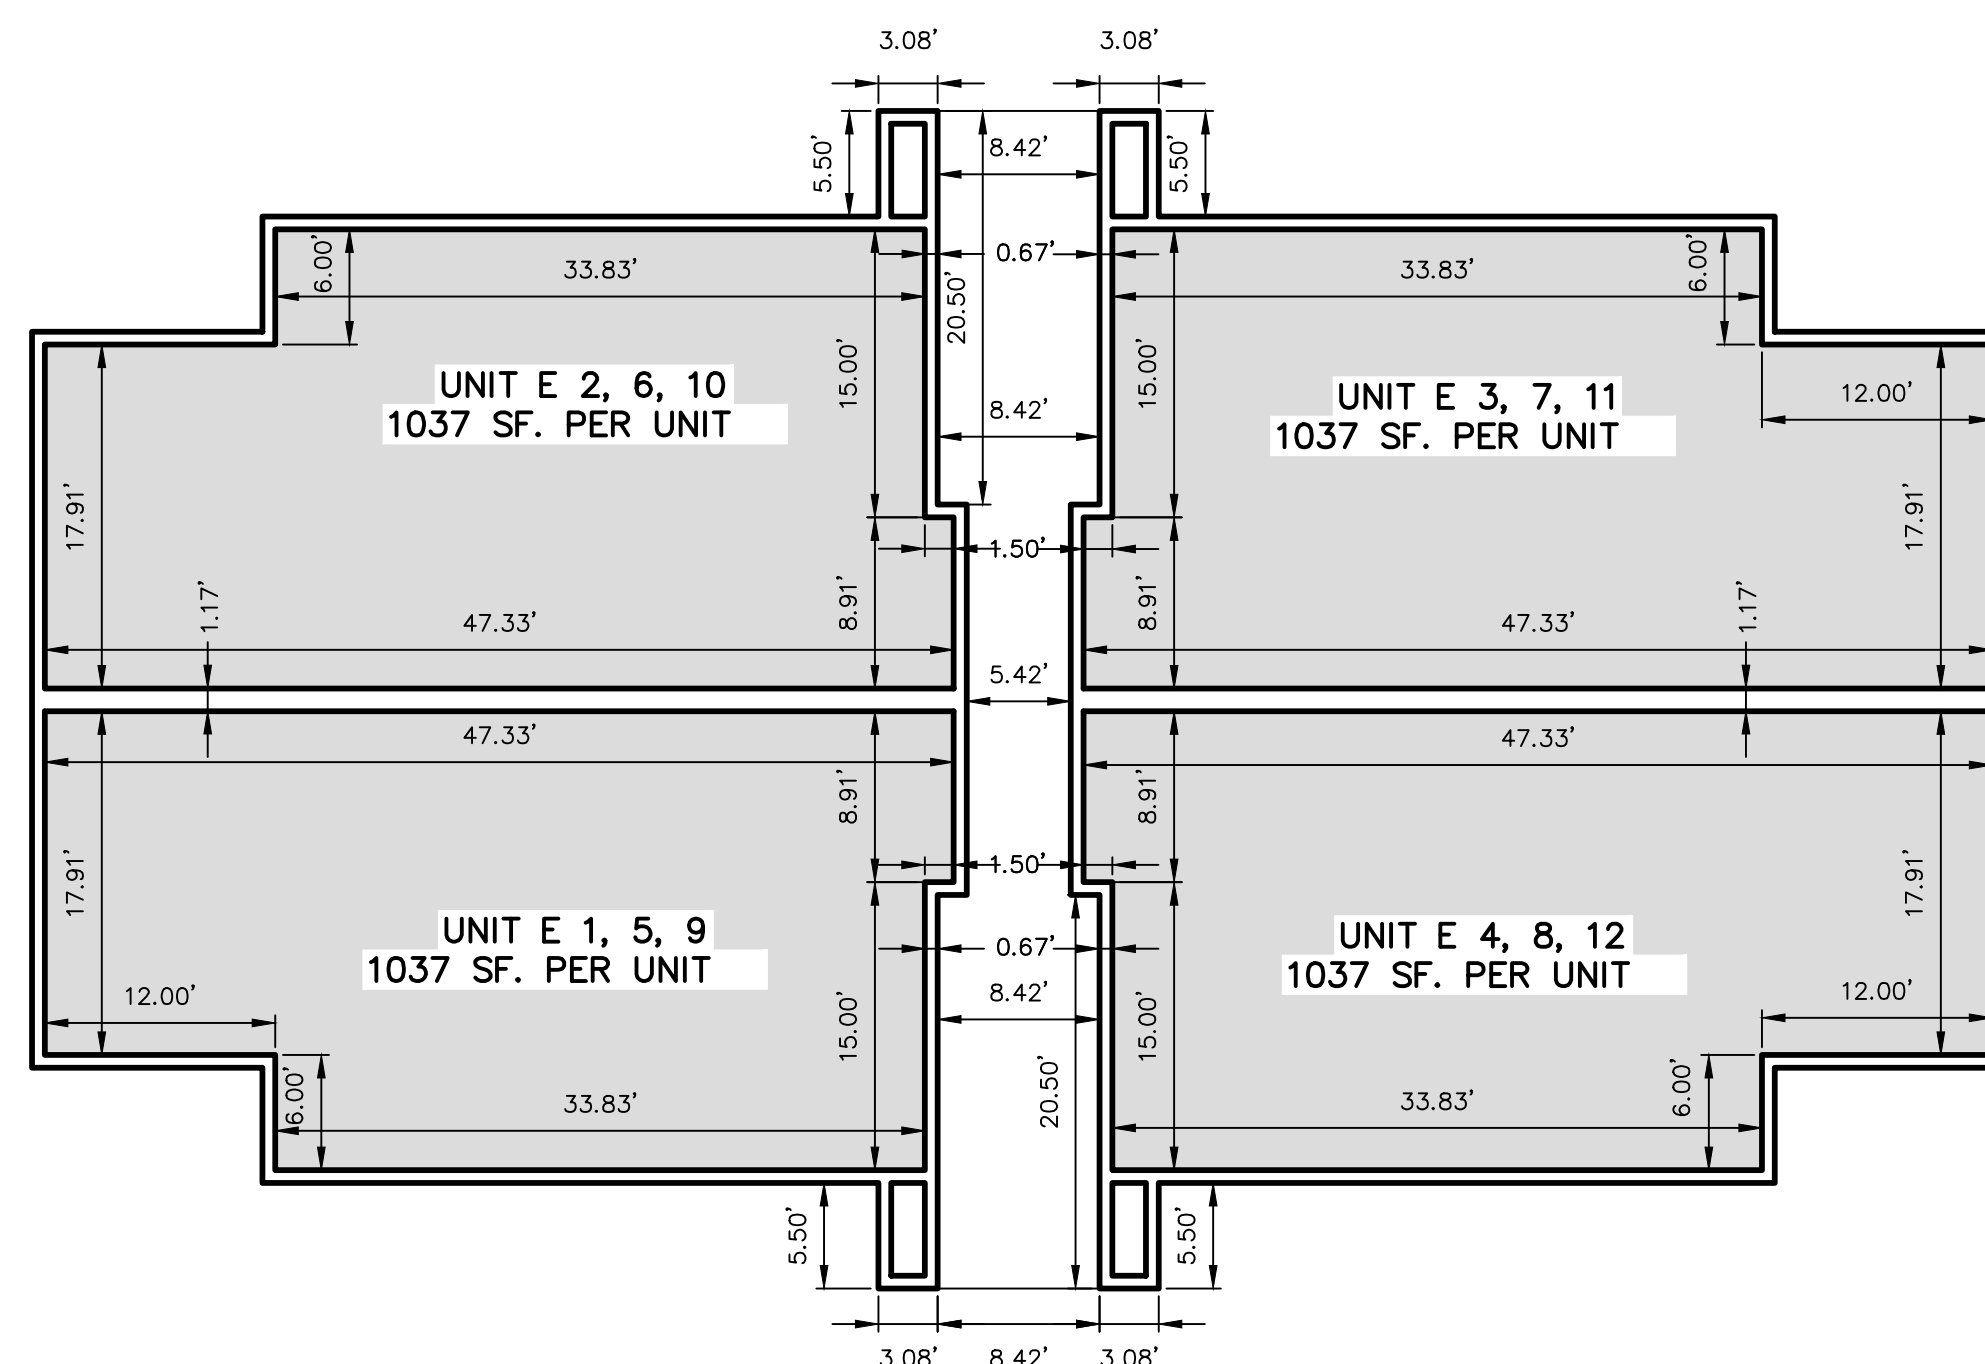 3.08' 3.08'
5.50' 8.42' 5.50'
6.00' 33.83' 0.67' 33.83' 6.00'
20.50'
UNIT E 2, 6, 10
1037 SF. PER UNIT
15.00' 8.42' 15.00'
UNIT E 3, 7, 11
1037 SF. PER UNIT
12.00'
17.91' 1.50' 17.91'
1.17' 47.33' 8.91' 8.91' 47.33' 1.17'
5.42'
47.33' 47.33'
8.91' 8.91'
17.91' 1.50' 17.91'
UNIT E 1, 5, 9
1037 SF. PER UNIT
0.67'
UNIT E 4, 8, 12
1037 SF. PER UNIT
12.00' 15.00' 8.42' 15.00' 12.00'
6.00' 33.83' 20.50' 33.83' 6.00'
5.50' 5.50'
3.08' 8.42' 3.08'